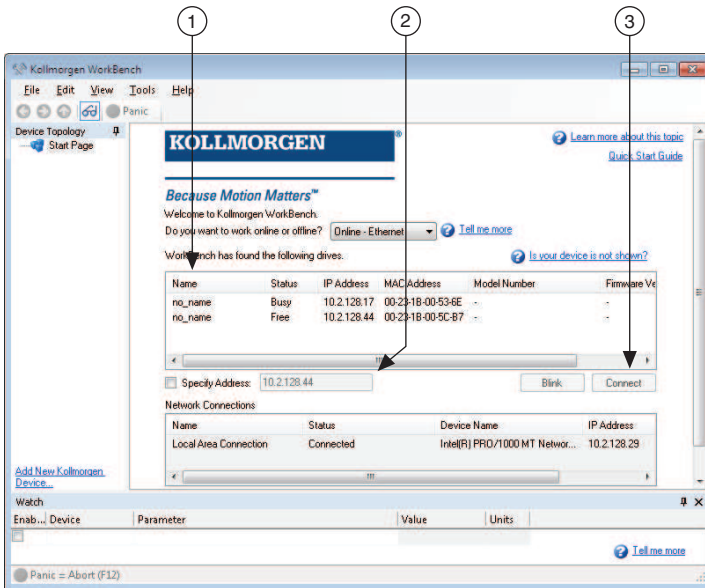 1 2 3
Kollmorgen WorkBench
File Edit View Tools Help
Panic
Device Topology
Start Page
KOLLMORGEN®
Learn more about this topic
Quick Start Guide
Because Motion Matters™
Welcome to Kollmorgen WorkBench.
Do you want to work online or offline? Online - Ethernet Tell me more
WorkBench has found the following drives. Is your device is not shown?
Name Status IP Address MAC Address Model Number Firmware Ve
no_name Busy 10.2.128.17 00-23-1B-00-53-6E - -
no_name Free 10.2.128.44 00-23-1B-00-5C-B7 - -
Specify Address: 10.2.128.44 Blink Connect
Network Connections
Name Status Device Name IP Address
Local Area Connection Connected Intel(R) PRO/1000 MT Networ... 10.2.128.29
Add New Kollmorgen
Device...
Watch
Enab... Device Parameter Value Units
Tell me more
Panic = Abort (F12)